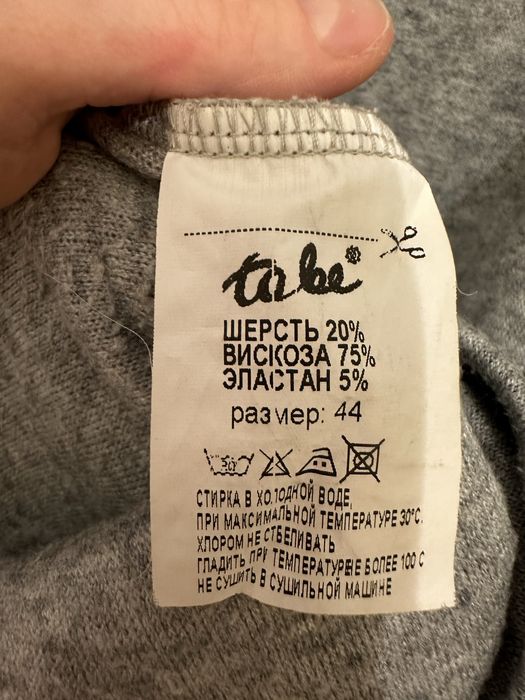 take
ШЕРСТЬ 20%
ВИСКОЗА 75%
ЭЛАСТАН 5%
размер: 44
30
СТИРКА В ХОЛОДНОЙ ВОДЕ,
ПРИ МАКСИМАЛЬНОЙ ТЕМПЕРАТУРЕ 30°C.
ХЛОРОМ НЕ ОТБЕЛИВАТЬ
ГЛАДИТЬ ПРИ ТЕМПЕРАТУРЕ НЕ БОЛЕЕ 100 С
НЕ СУШИТЬ В СУШИЛЬНОЙ МАШИНЕ